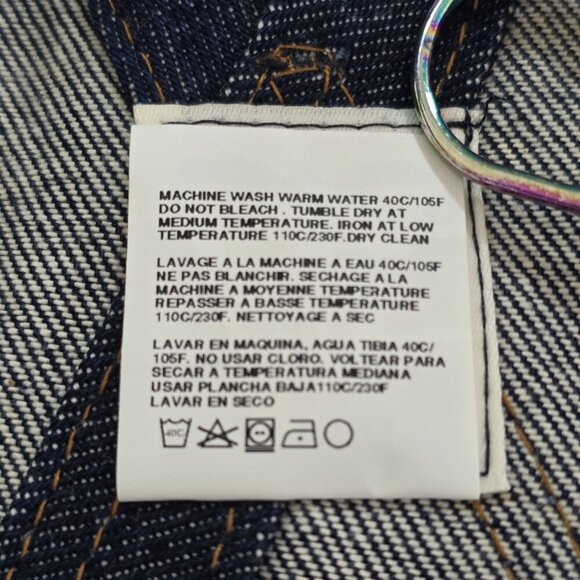 MACHINE WASH WARM WATER 40C/105F
DO NOT BLEACH . TUMBLE DRY AT
MEDIUM TEMPERATURE. IRON AT LOW
TEMPERATURE 110C/230F.DRY CLEAN
LAVAGE A LA MACHINE A EAU 40C/105F
NE PAS BLANCHIR. SECHAGE A LA
MACHINE A MOYENNE TEMPERATURE
REPASSER A BASSE TEMPERATURE
110C/230F. NETTOYAGE A SEC
LAVAR EN MAQUINA, AGUA TIBIA 40C/
105F. NO USAR CLORO. VOLTEAR PARA
SECAR A TEMPERATURA MEDIANA
USAR PLANCHA BAJA110C/230F
LAVAR EN SECO
40C